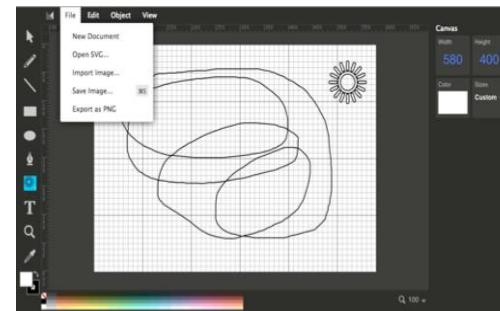 File Edit Object View
New Document
Open SVG...
Import Image...
Save Image... ⌘S
Export as PNG
Canvas
Width Height
580 400
Color Sizes
Custom
T
100